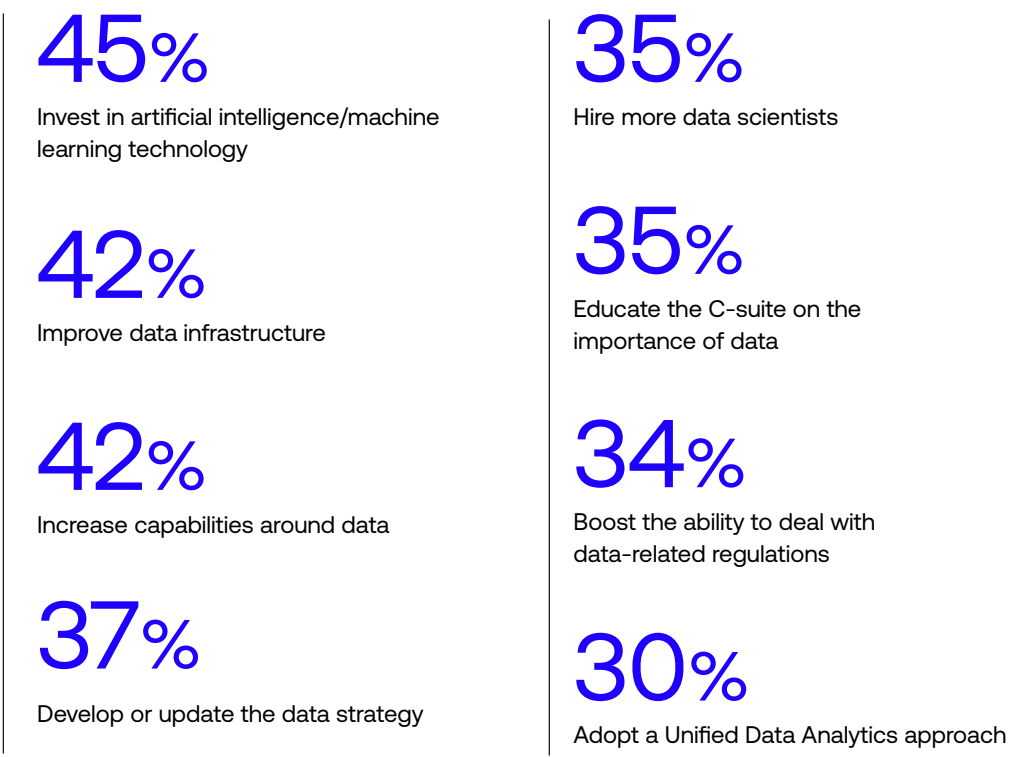 45%
Invest in artificial intelligence/machine
learning technology
42%
Improve data infrastructure
42%
Increase capabilities around data
37%
Develop or update the data strategy
35%
Hire more data scientists
35%
Educate the C-suite on the
importance of data
34%
Boost the ability to deal with
data-related regulations
30%
Adopt a Unified Data Analytics approach